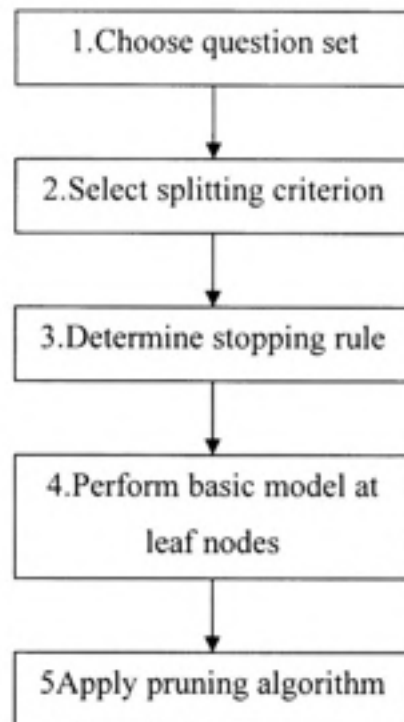 1.Choose question set
2.Select splitting criterion
3.Determine stopping rule
4.Perform basic model at
leaf nodes
5Apply pruning algorithm